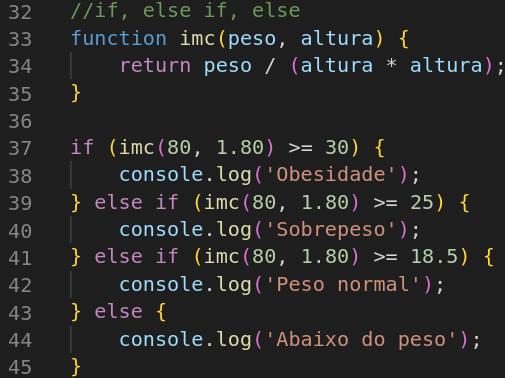 32 //if, else if, else
33 function imc(peso, altura) {
34 return peso / (altura * altura);
35 }
36
37 if (imc(80, 1.80) >= 30) {
38 console.log('Obesidade');
39 } else if (imc(80, 1.80) >= 25) {
40 console.log('Sobrepeso');
41 } else if (imc(80, 1.80) >= 18.5) {
42 console.log('Peso normal');
43 } else {
44 console.log('Abaixo do peso');
45 }